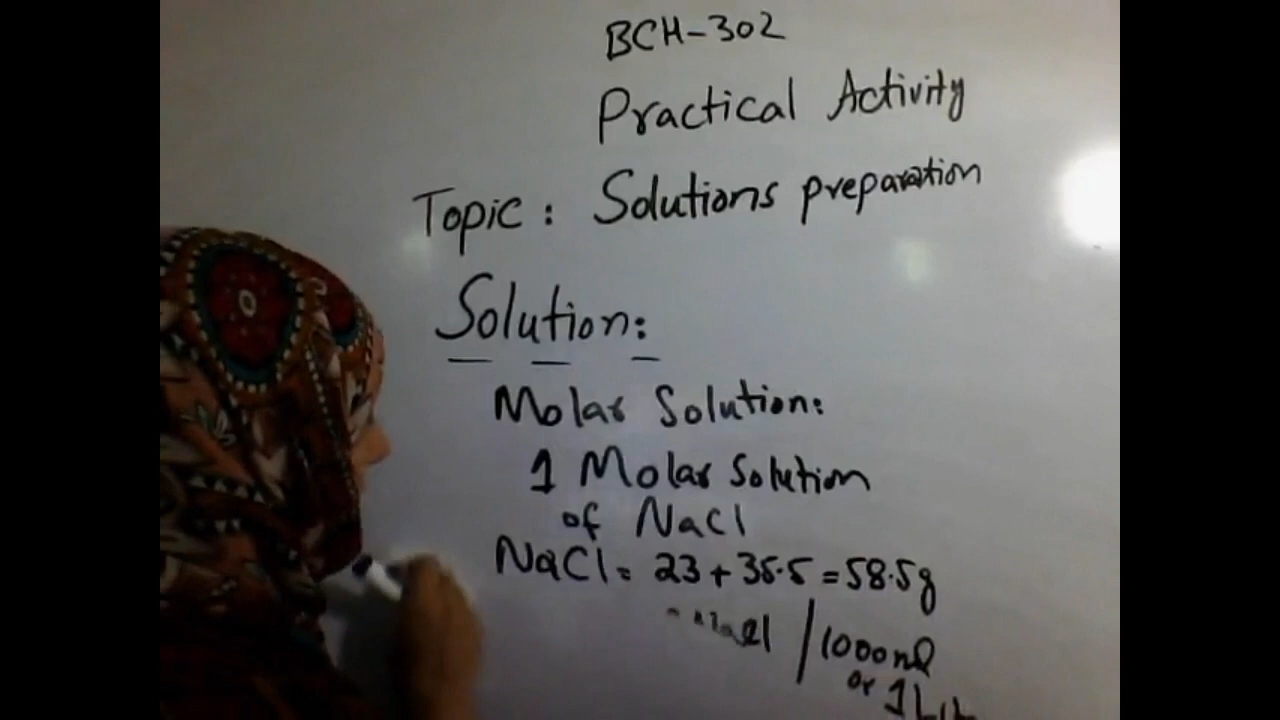 BCH-302
Practical Activity
Topic: Solutions preparation
Solution:
Molar Solution:
1 Molar Solution
of NaCl
NaCl = 23 + 35.5 = 58.5g
/ 1000ml
or 1